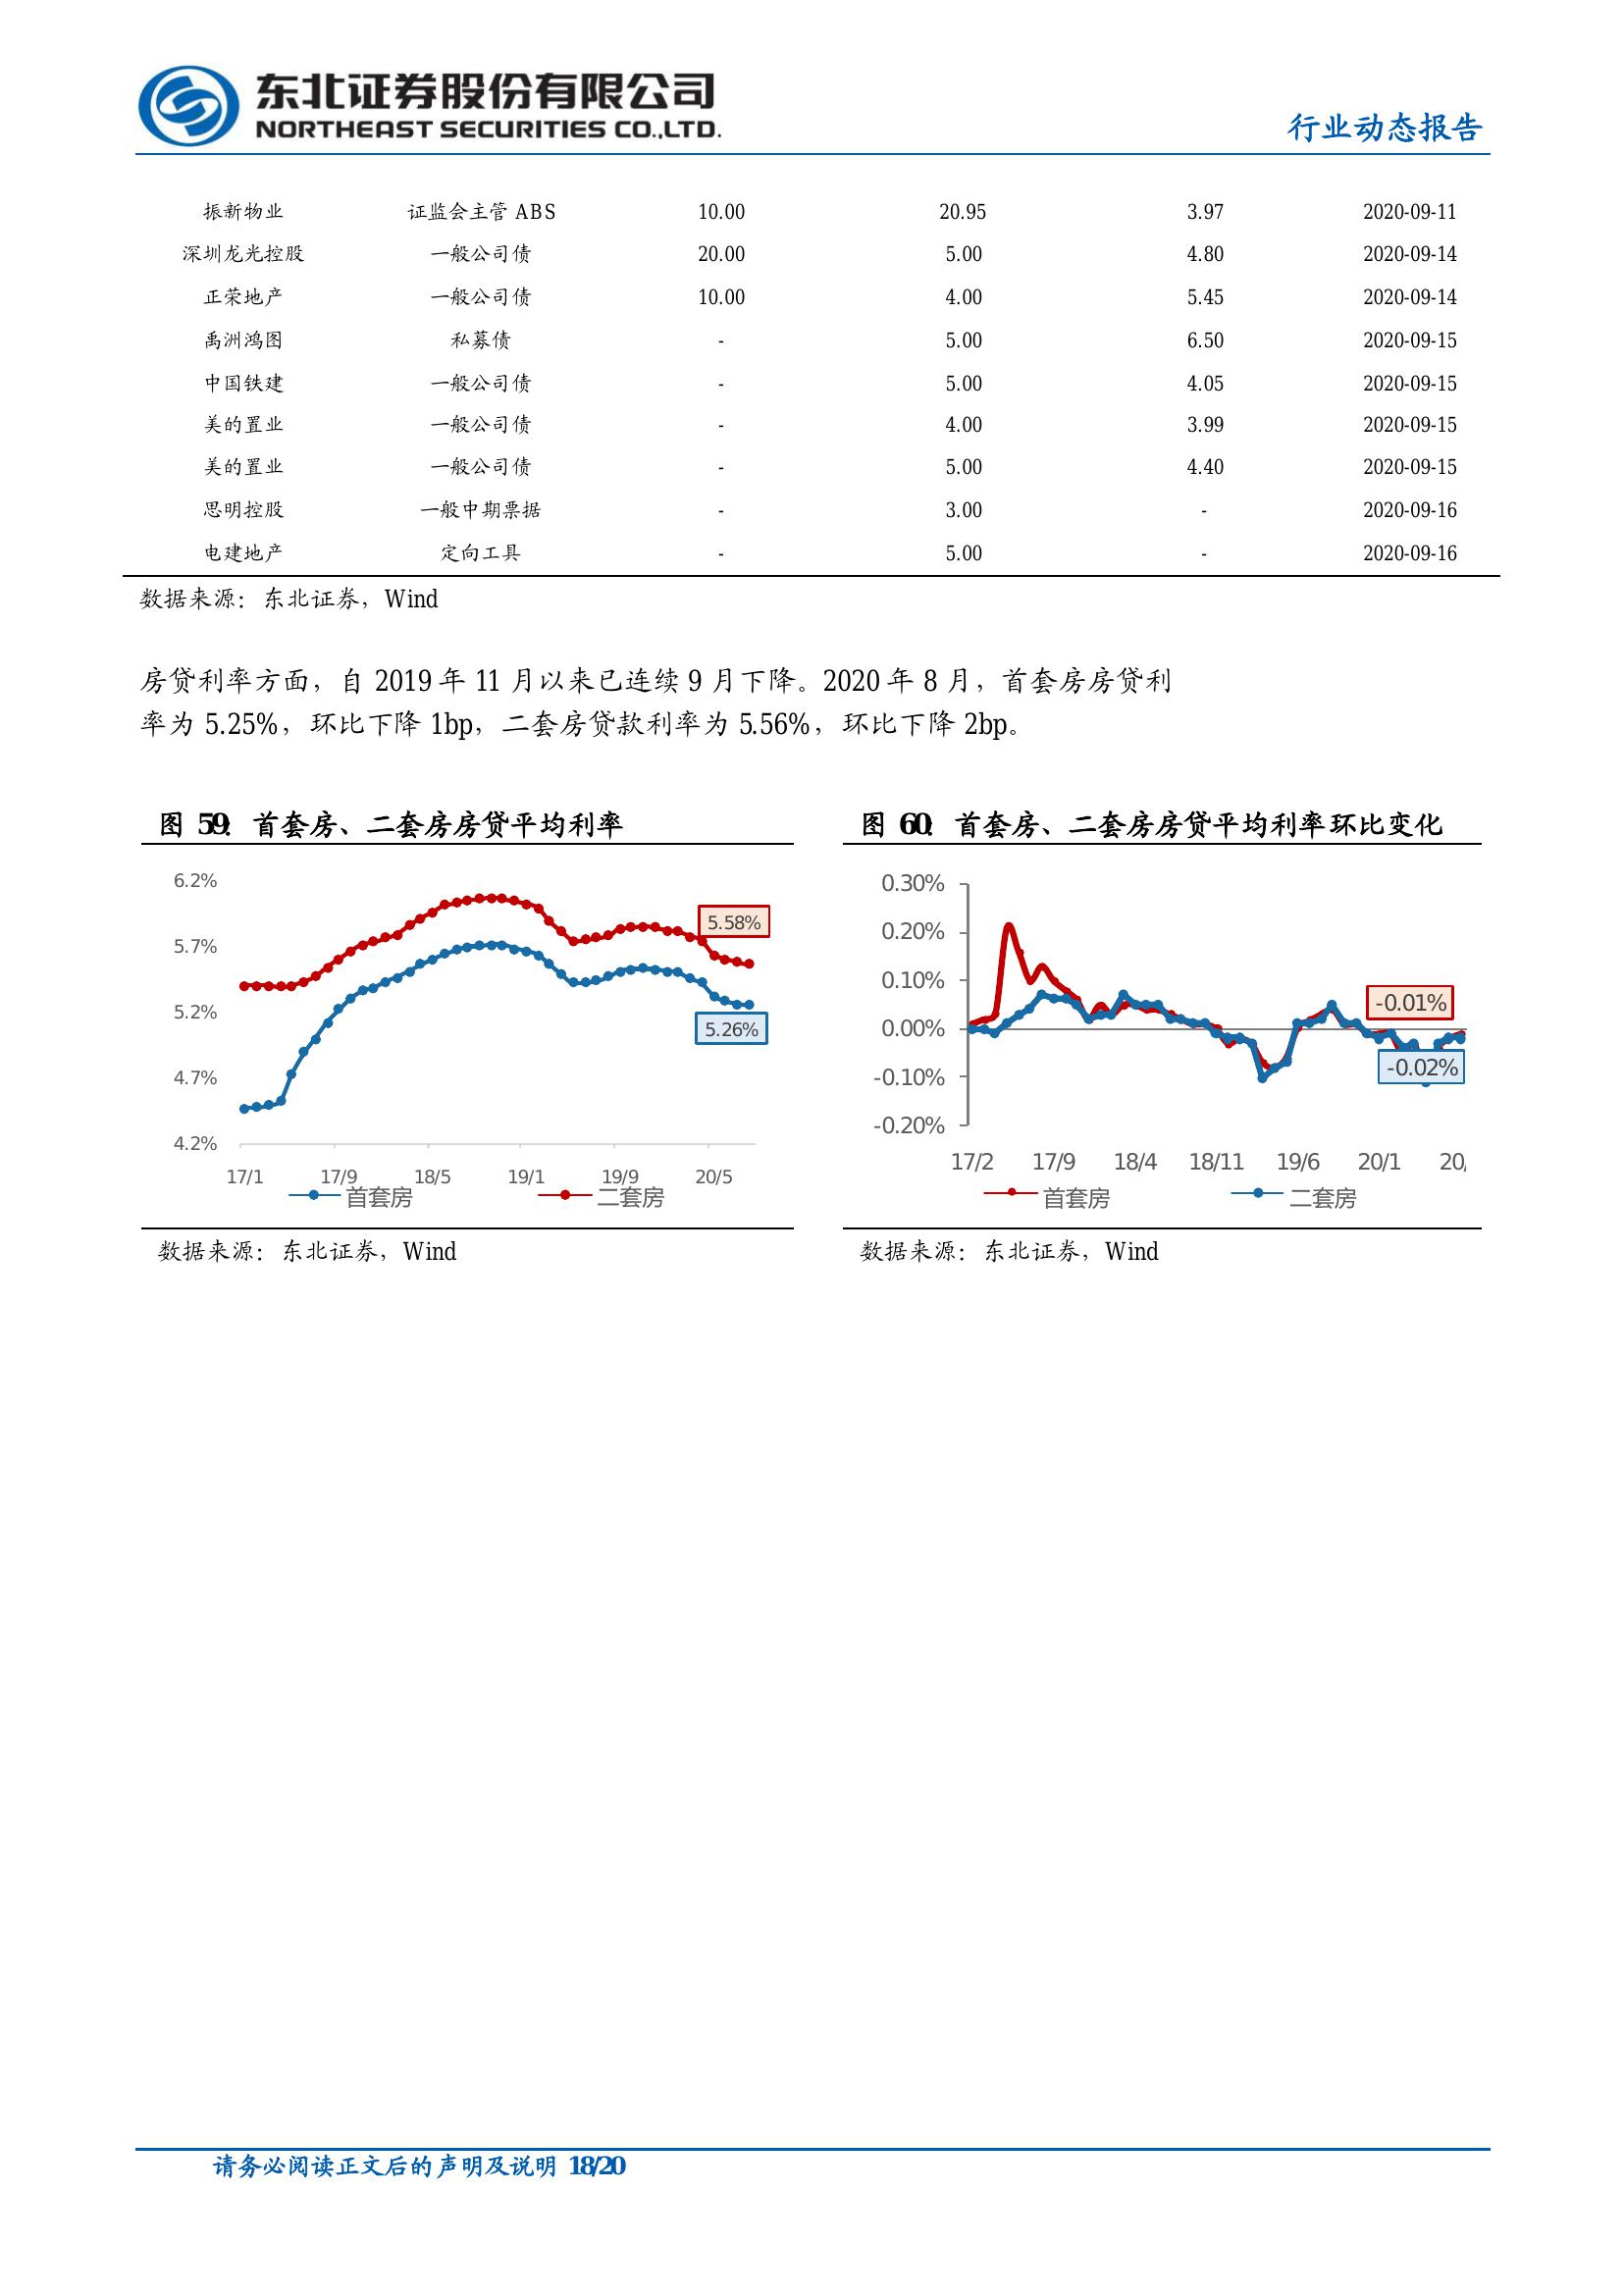 东北证券股份有限公司
NORTHEAST SECURITIES CO.,LTD.
行业动态报告
振新物业 证监会主管 ABS 10.00 20.95 3.97 2020-09-11
深圳龙光控股 一般公司债 20.00 5.00 4.80 2020-09-14
正荣地产 一般公司债 10.00 4.00 5.45 2020-09-14
禹洲鸿图 私募债 - 5.00 6.50 2020-09-15
中国铁建 一般公司债 - 5.00 4.05 2020-09-15
美的置业 一般公司债 - 4.00 3.99 2020-09-15
美的置业 一般公司债 - 5.00 4.40 2020-09-15
思明控股 一般中期票据 - 3.00 - 2020-09-16
电建地产 定向工具 - 5.00 - 2020-09-16
数据来源：东北证券，Wind
房贷利率方面，自 2019 年 11 月以来已连续 9 月下降。2020 年 8 月，首套房房贷利
率为 5.25%，环比下降 1bp，二套房贷款利率为 5.56%，环比下降 2bp。
图 59：首套房、二套房房贷平均利率
6.2%
5.7%
5.2%
4.7%
4.2%
5.58%
5.26%
17/1 17/9 18/5 19/1 19/9 20/5
首套房 二套房
数据来源：东北证券，Wind
图 60：首套房、二套房房贷平均利率环比变化
0.30%
0.20%
0.10%
0.00%
-0.10%
-0.20%
-0.01%
-0.02%
17/2 17/9 18/4 18/11 19/6 20/1 20/
首套房 二套房
数据来源：东北证券，Wind
请务必阅读正文后的声明及说明 18/20